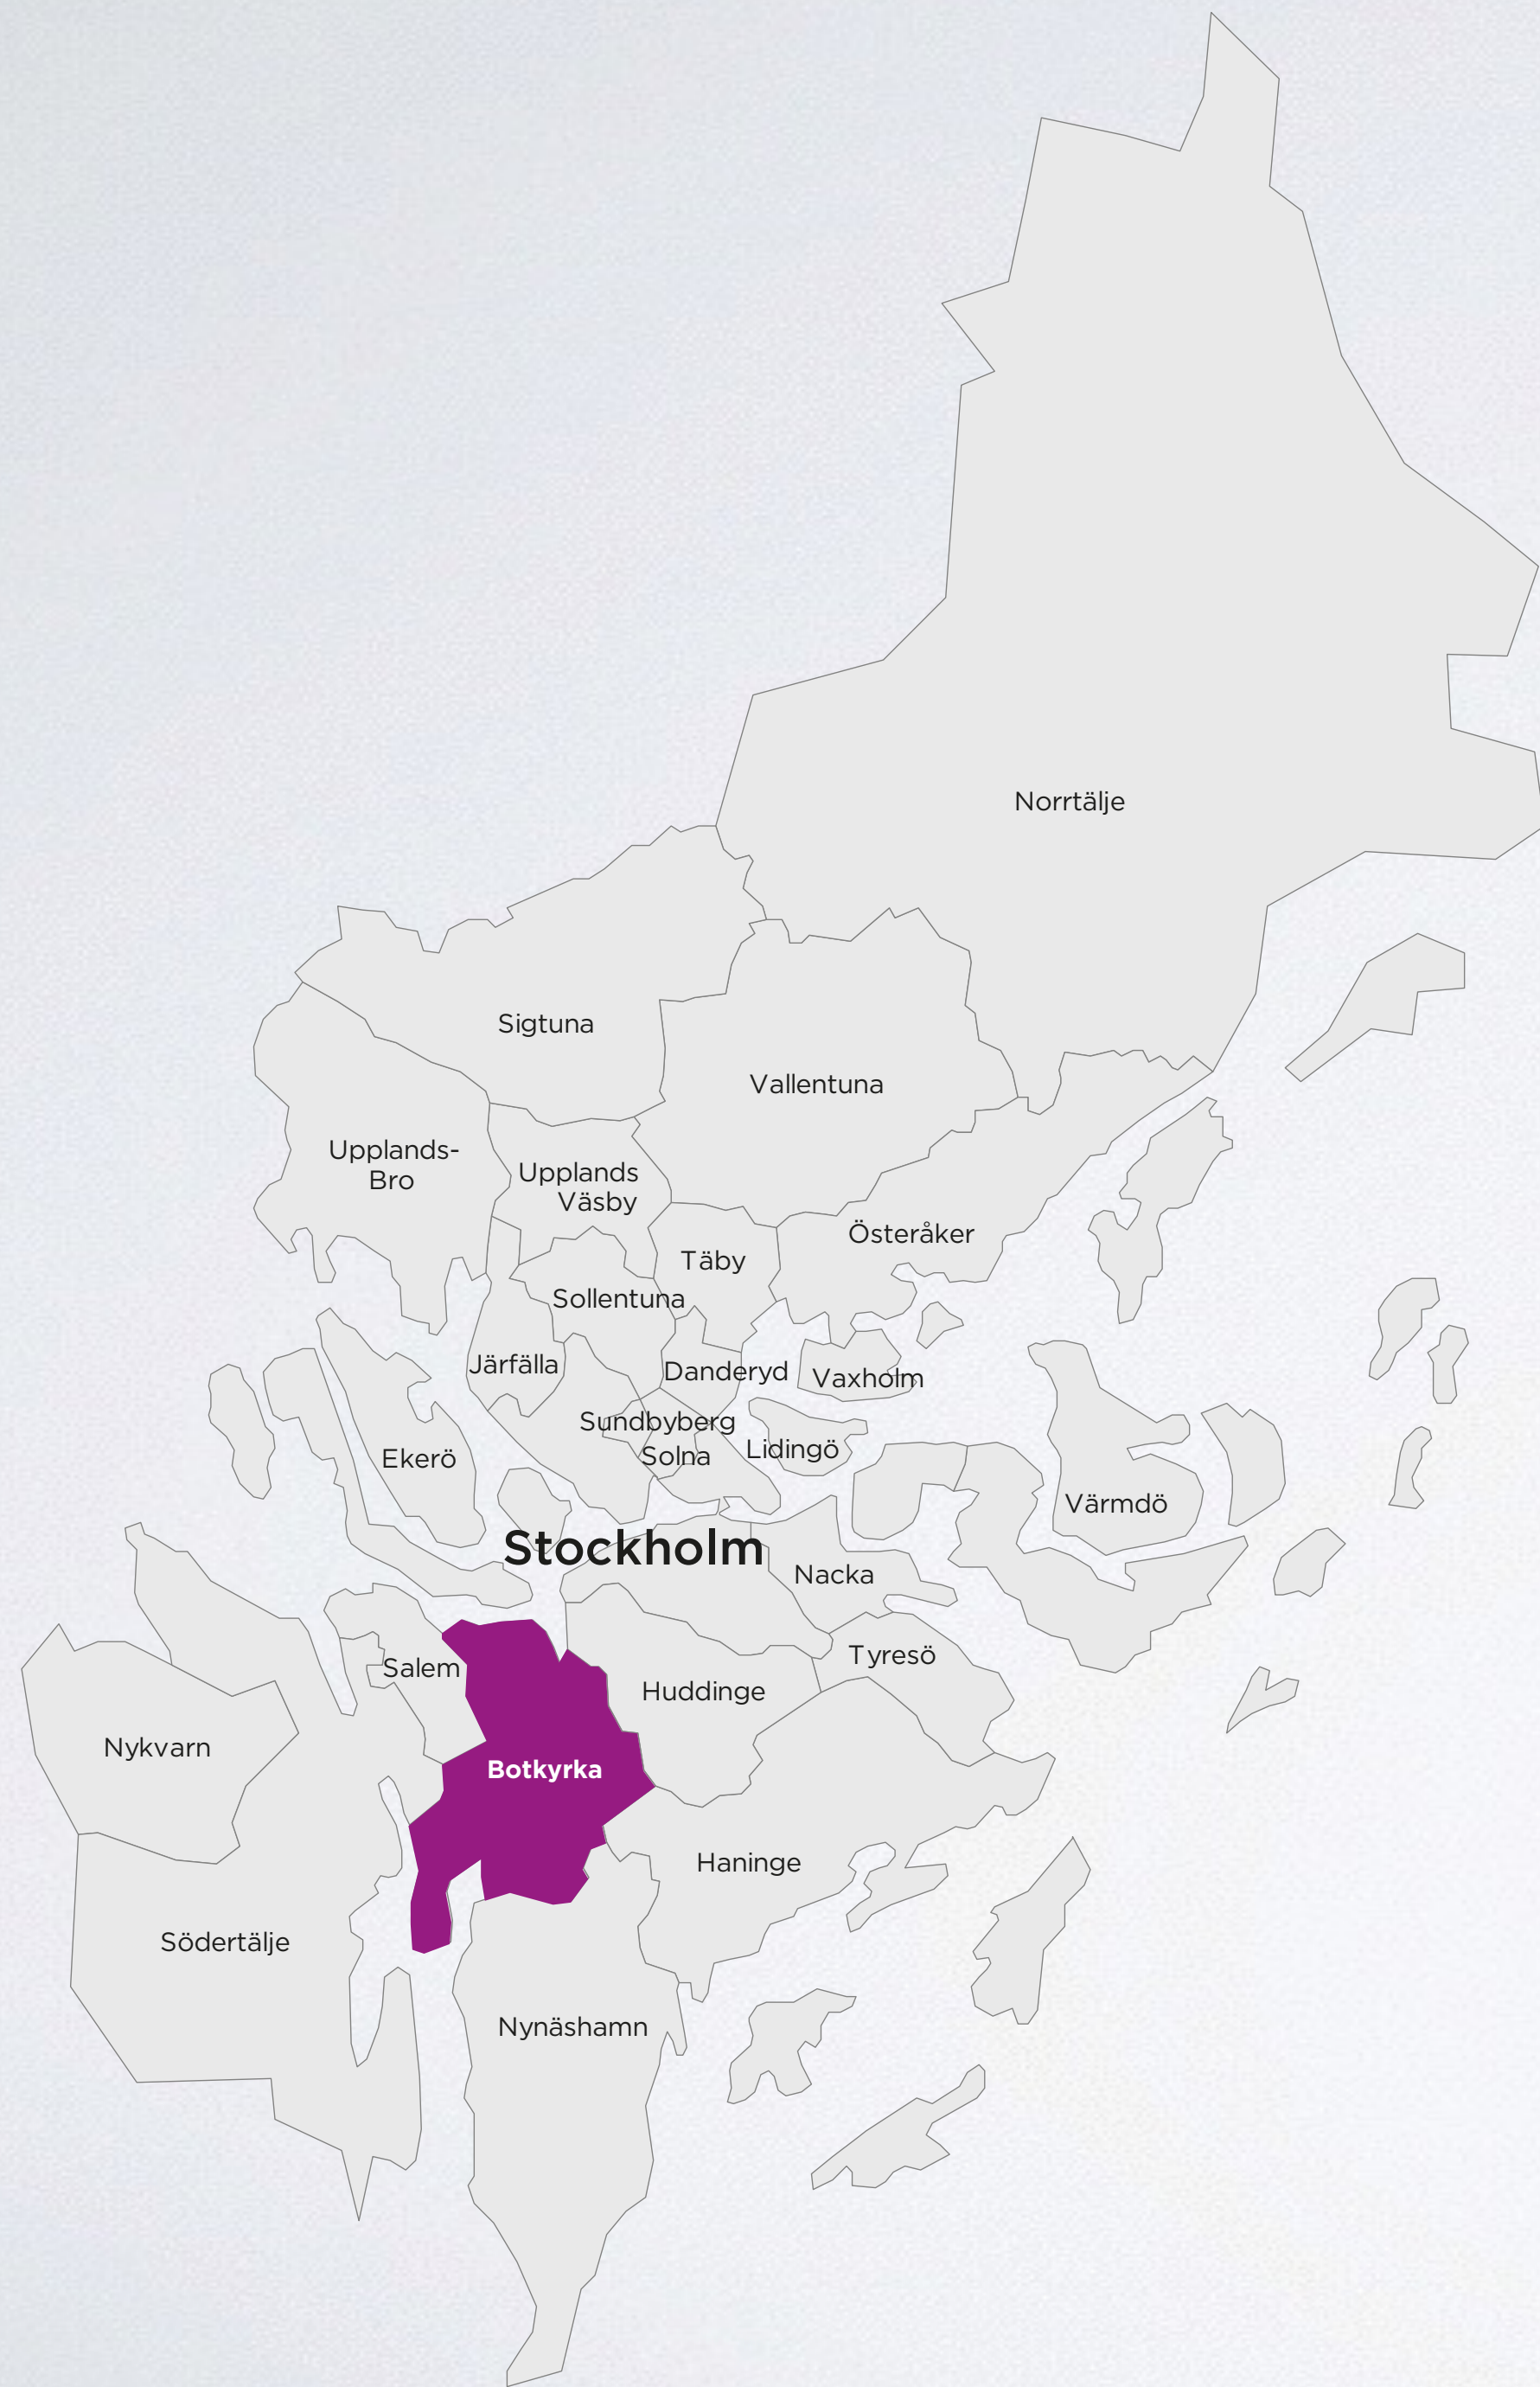 Norrtälje
Sigtuna
Vallentuna
Upplands-
Bro
Upplands
Väsby
Österåker
Täby
Sollentuna
Järfälla
Danderyd
Vaxholm
Sundbyberg
Solna
Lidingö
Ekerö
Värmdö
Stockholm
Nacka
Tyresö
Salem
Huddinge
Nykvarn
Botkyrka
Haninge
Södertälje
Nynäshamn